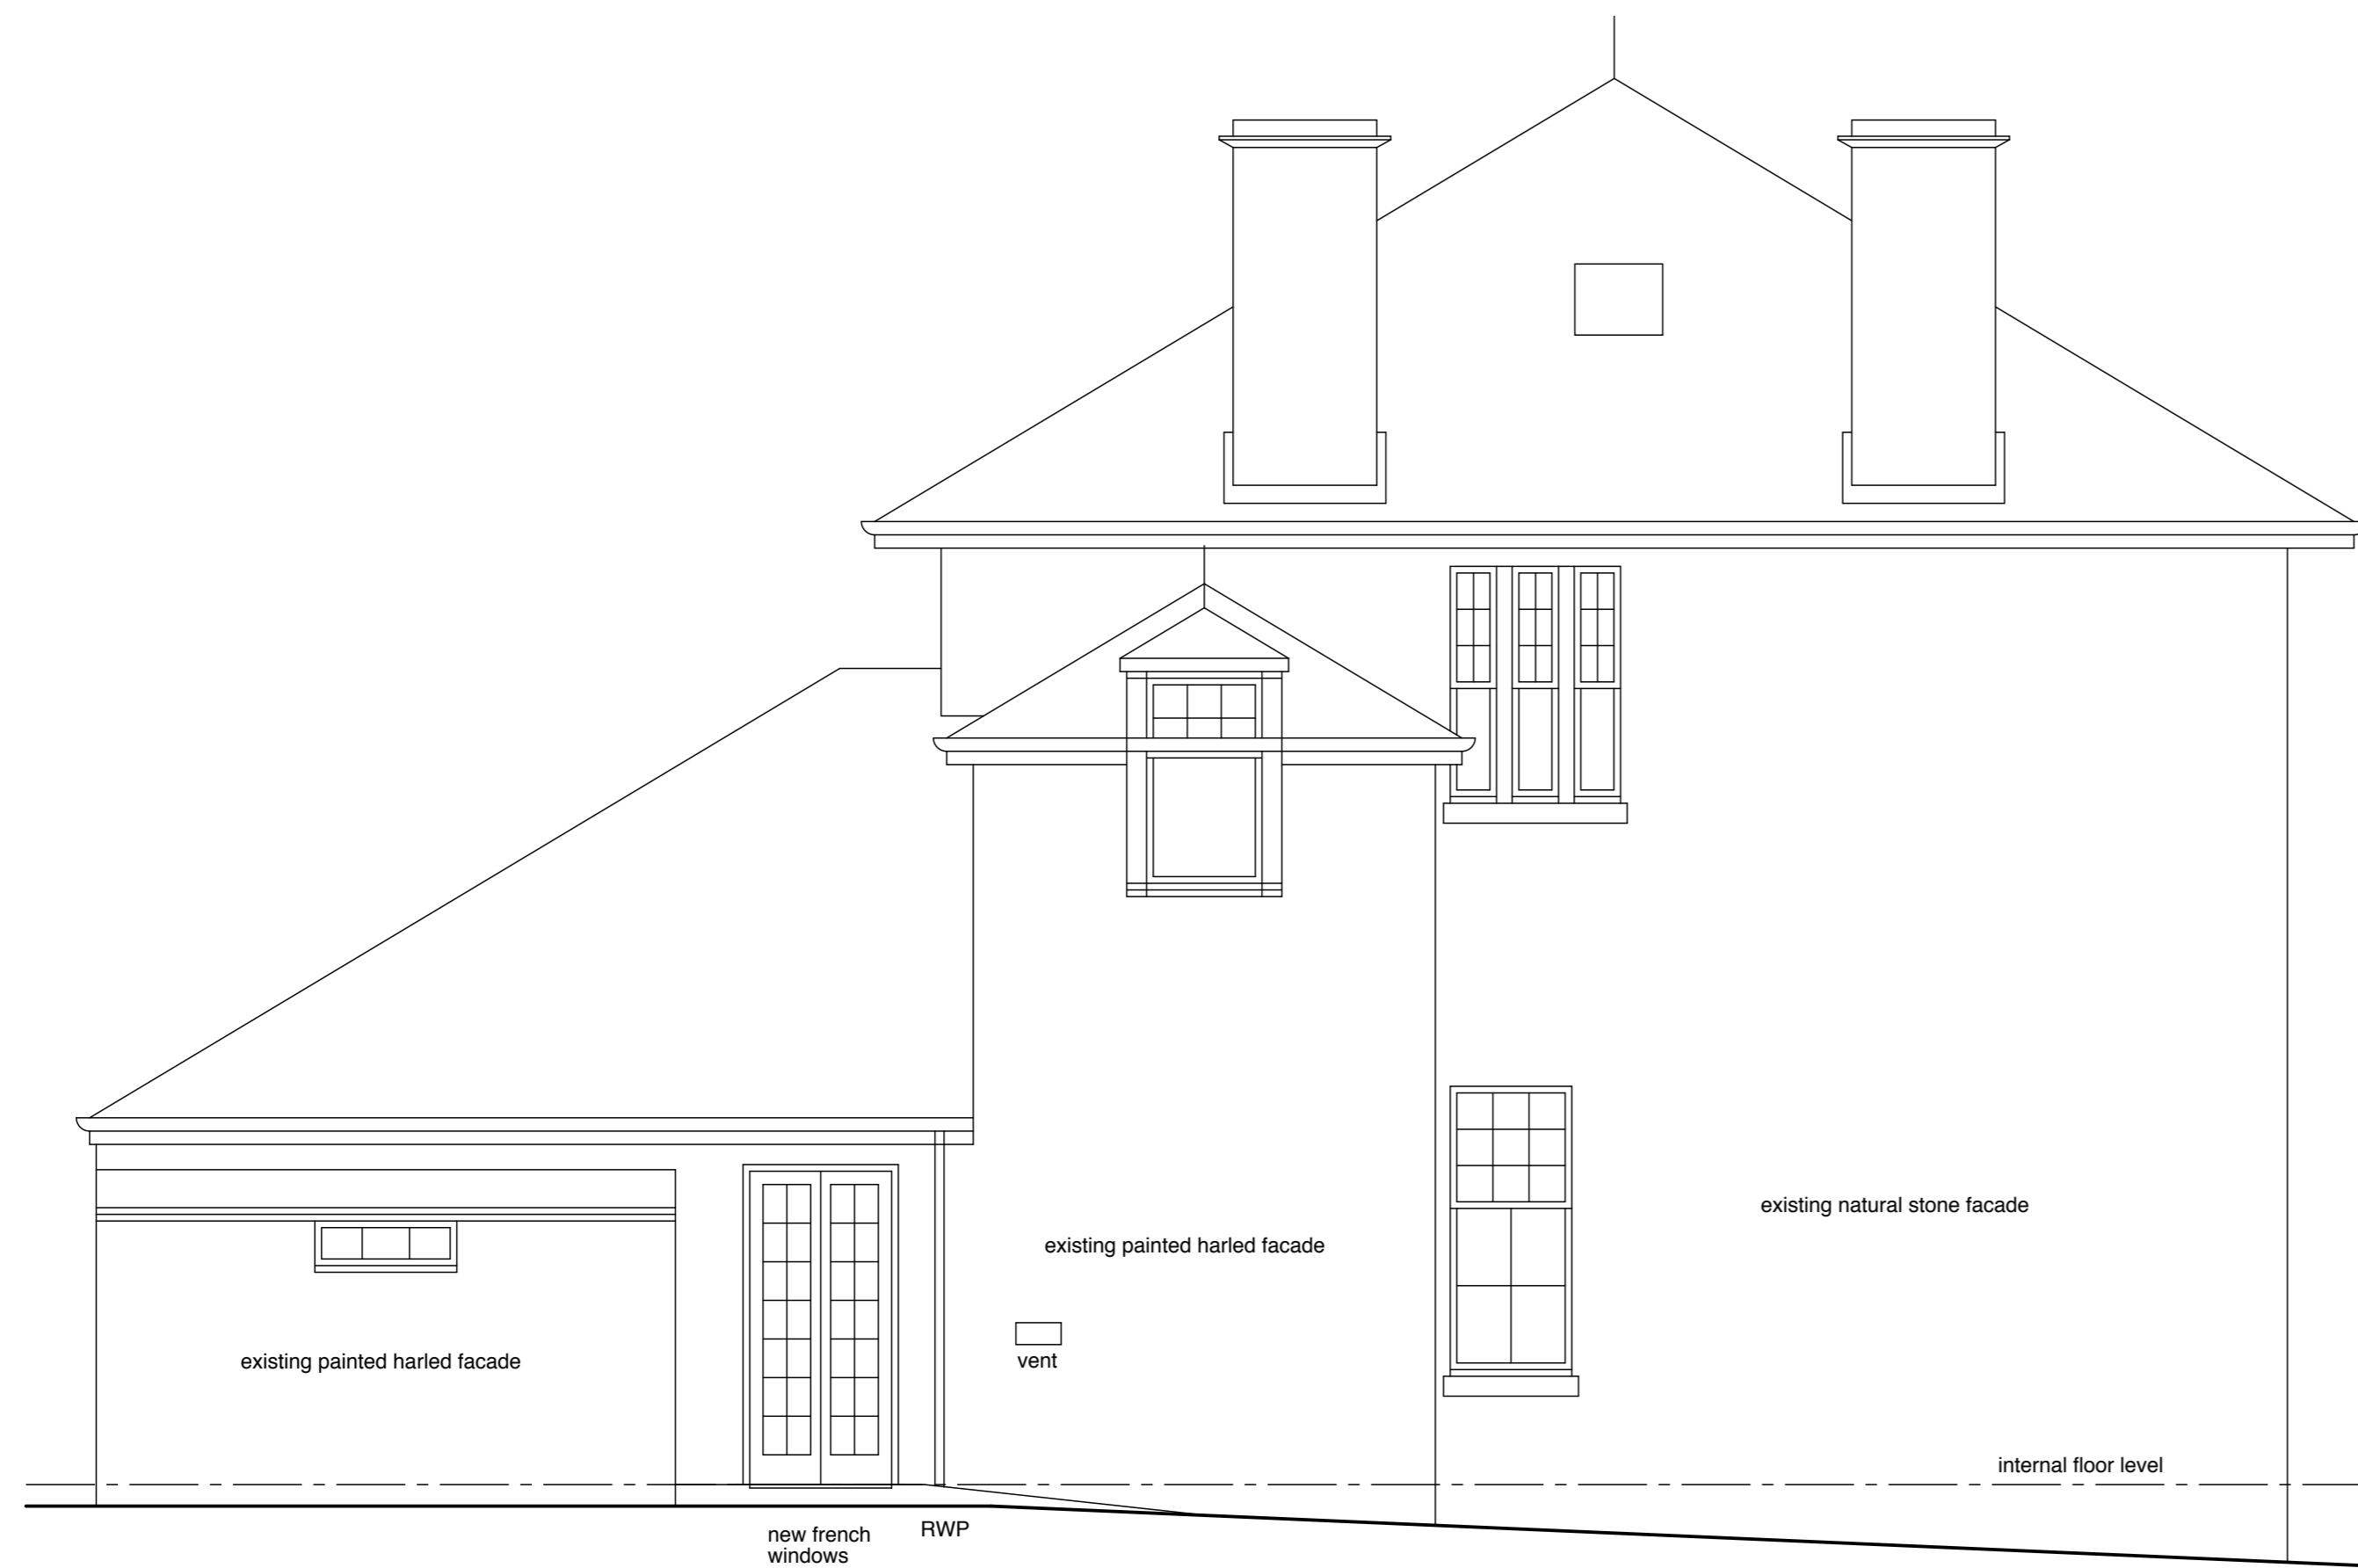 existing natural stone facade
existing painted harled facade
existing painted harled facade
vent
internal floor level
new french
windows
RWP